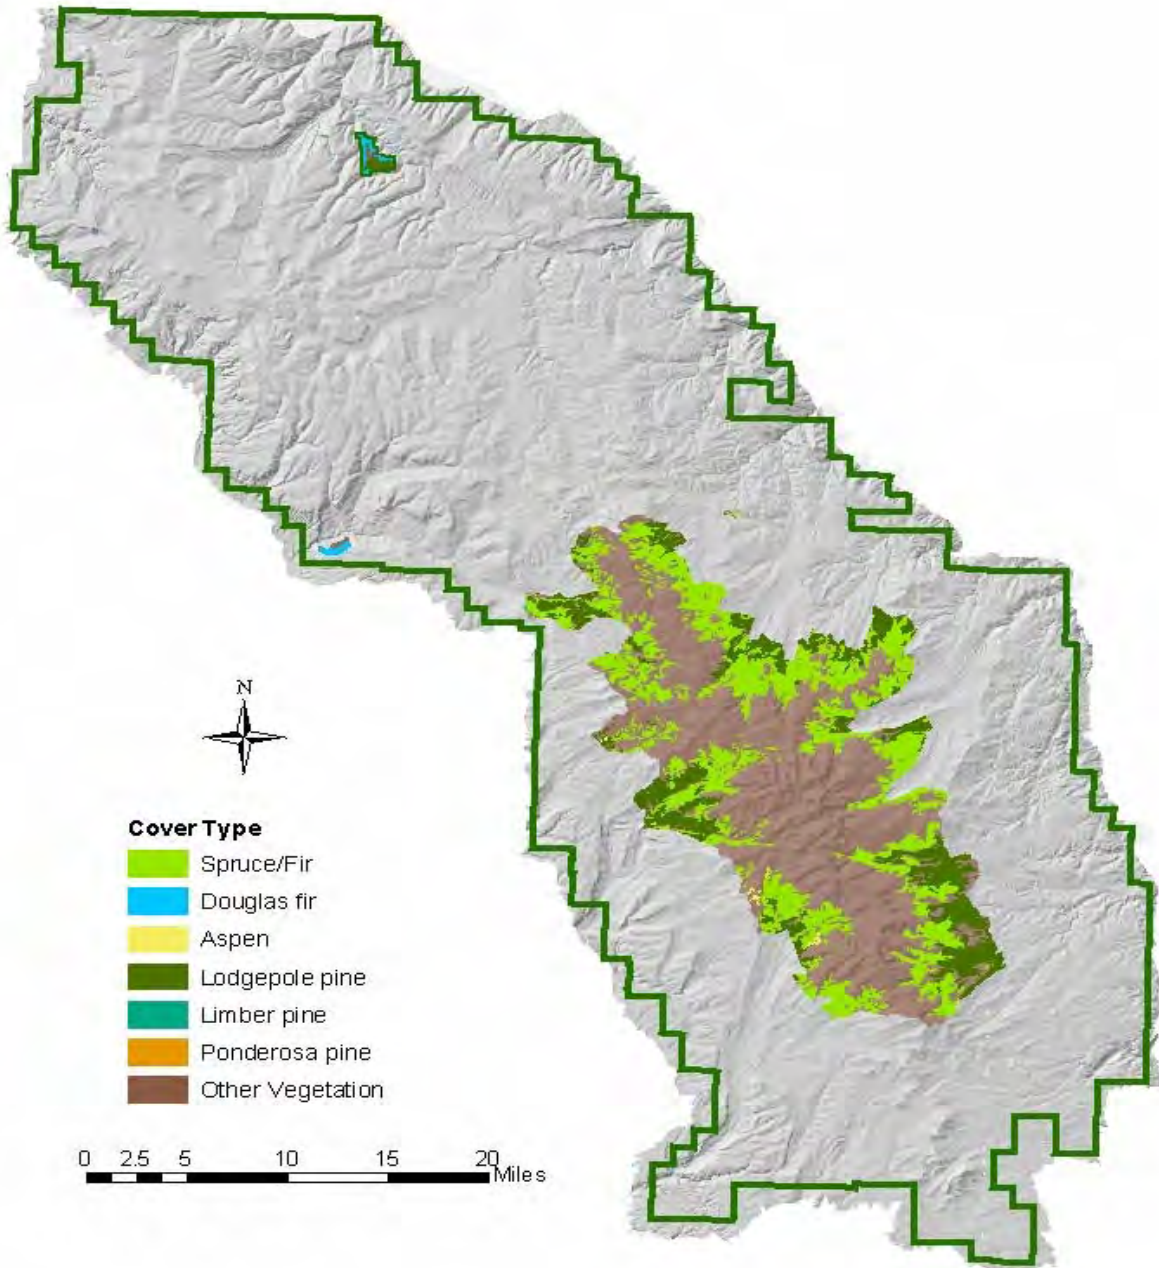 N
Cover Type
Spruce/Fir
Douglas fir
Aspen
Lodgepole pine
Limber pine
Ponderosa pine
Other Vegetation
0 2.5 5 10 15 20
Miles